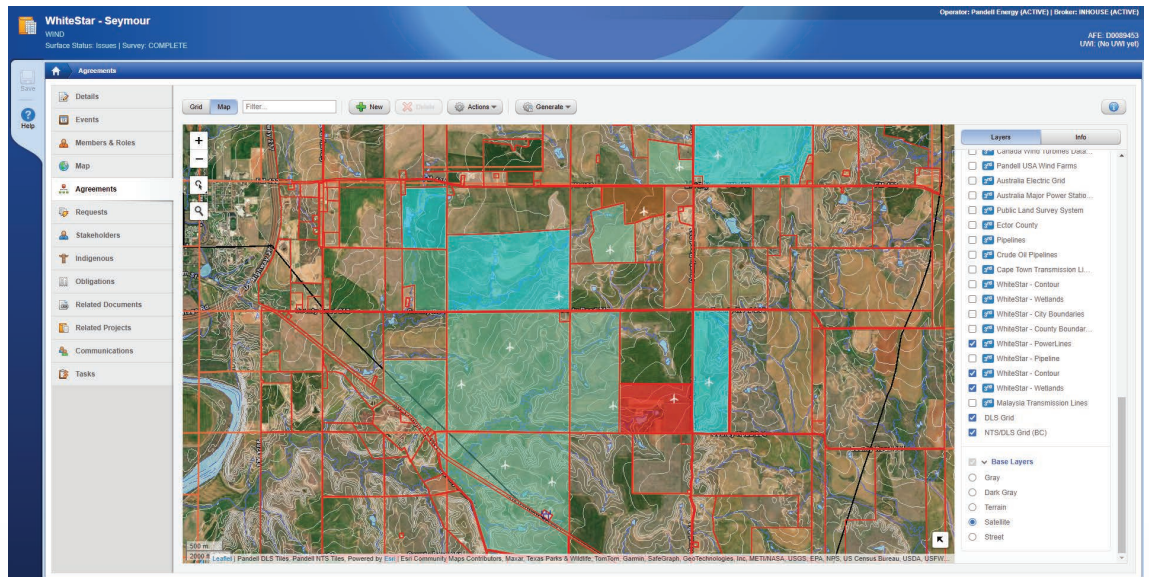 Operator: Pandell Energy (ACTIVE) | Broker: INHOUSE (ACTIVE)
WhiteStar - Seymour
WIND
Surface Status: Issues | Survey: COMPLETE
AFE: D0089453
UWI: (No UWI yet)
Save
Help
Agreements
Details
Events
Members & Roles
Map
Agreements
Requests
Stakeholders
Indigenous
Obligations
Related Documents
Related Projects
Communications
Tasks
Grid
Map
Filter...
New
Delete
Actions
Generate
+
−
500 m
2000 ft
Leaflet | Pandell DLS Tiles, Pandell NTS Tiles, Powered by Esri | Esri Community Maps Contributors, Maxar, Texas Parks & Wildlife, TomTom, Garmin, SafeGraph, GeoTechnologies, Inc, METI/NASA, USGS, EPA, NPS, US Census Bureau, USDA, USFW...
Layers
Info
Canada Wind Turbines Data...
Pandell USA Wind Farms
Australia Electric Grid
Australia Major Power Statio...
Public Land Survey System
Ector County
Pipelines
Crude Oil Pipelines
Cape Town Transmission Li...
WhiteStar - Contour
WhiteStar - Wetlands
WhiteStar - City Boundaries
WhiteStar - County Boundar...
WhiteStar - PowerLines
WhiteStar - Pipeline
WhiteStar - Contour
WhiteStar - Wetlands
Malaysia Transmission Lines
DLS Grid
NTS/DLS Grid (BC)
Base Layers
Gray
Dark Gray
Terrain
Satellite
Street